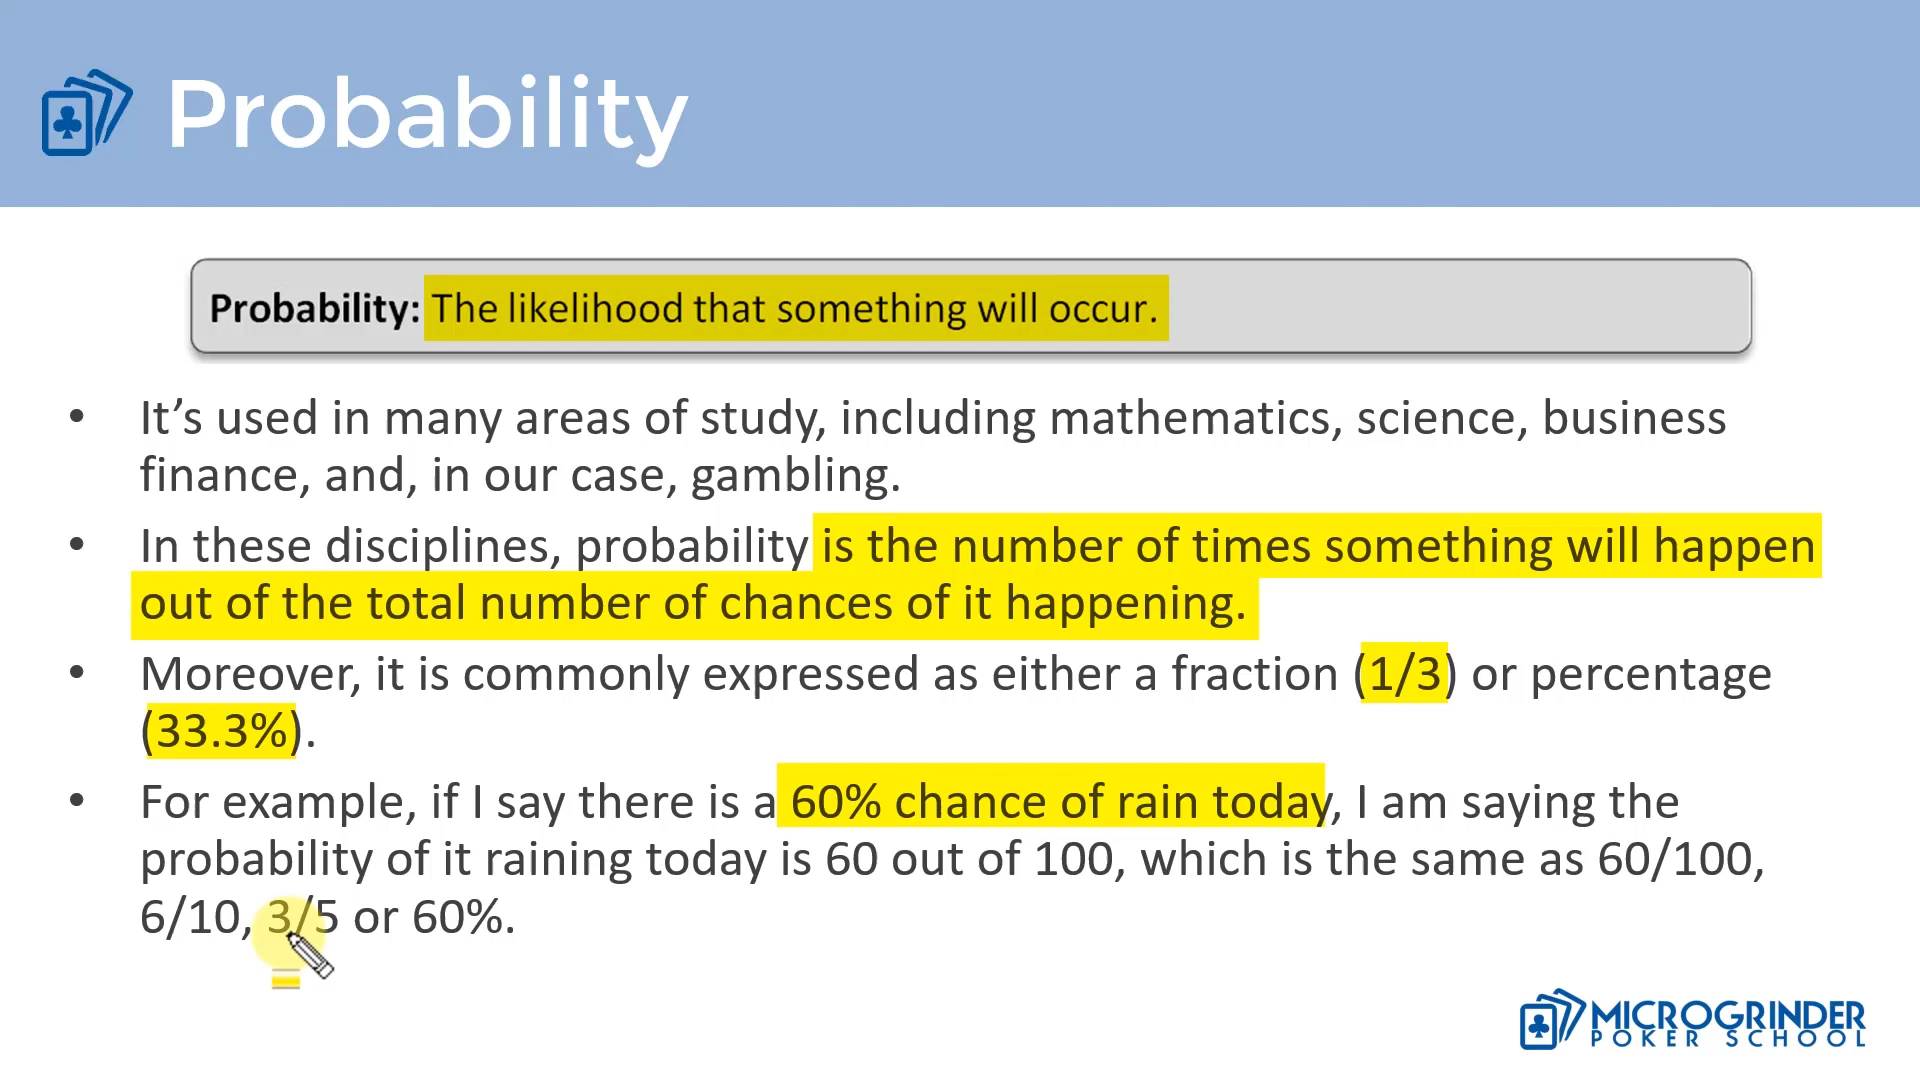 Probability
Probability: The likelihood that something will occur.
• It’s used in many areas of study, including mathematics, science, business
finance, and, in our case, gambling.
• In these disciplines, probability is the number of times something will happen
out of the total number of chances of it happening.
• Moreover, it is commonly expressed as either a fraction (1/3) or percentage
(33.3%).
• For example, if I say there is a 60% chance of rain today, I am saying the
probability of it raining today is 60 out of 100, which is the same as 60/100,
6/10, 3/5 or 60%.
MICROGRINDER
POKER SCHOOL